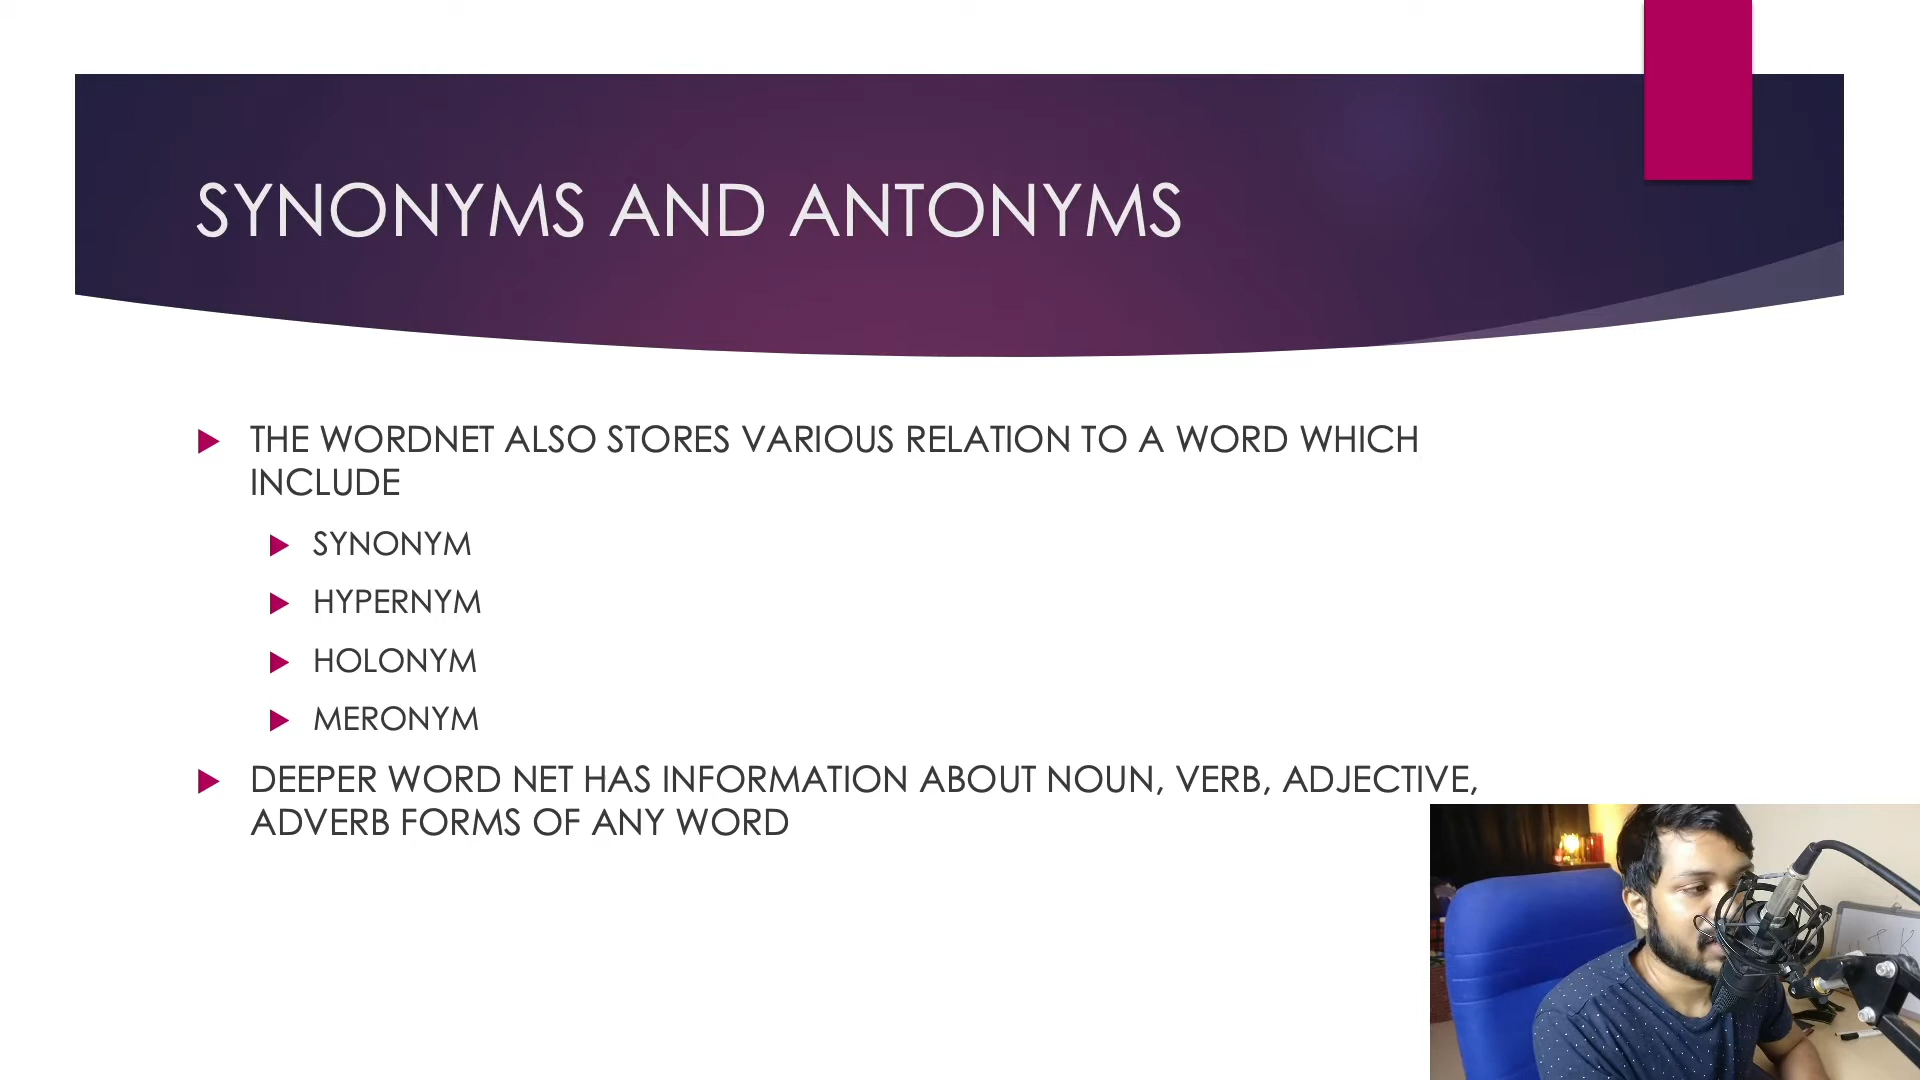 SYNONYMS AND ANTONYMS
THE WORDNET ALSO STORES VARIOUS RELATION TO A WORD WHICH
INCLUDE
SYNONYM
HYPERNYM
HOLONYM
MERONYM
DEEPER WORD NET HAS INFORMATION ABOUT NOUN, VERB, ADJECTIVE,
ADVERB FORMS OF ANY WORD